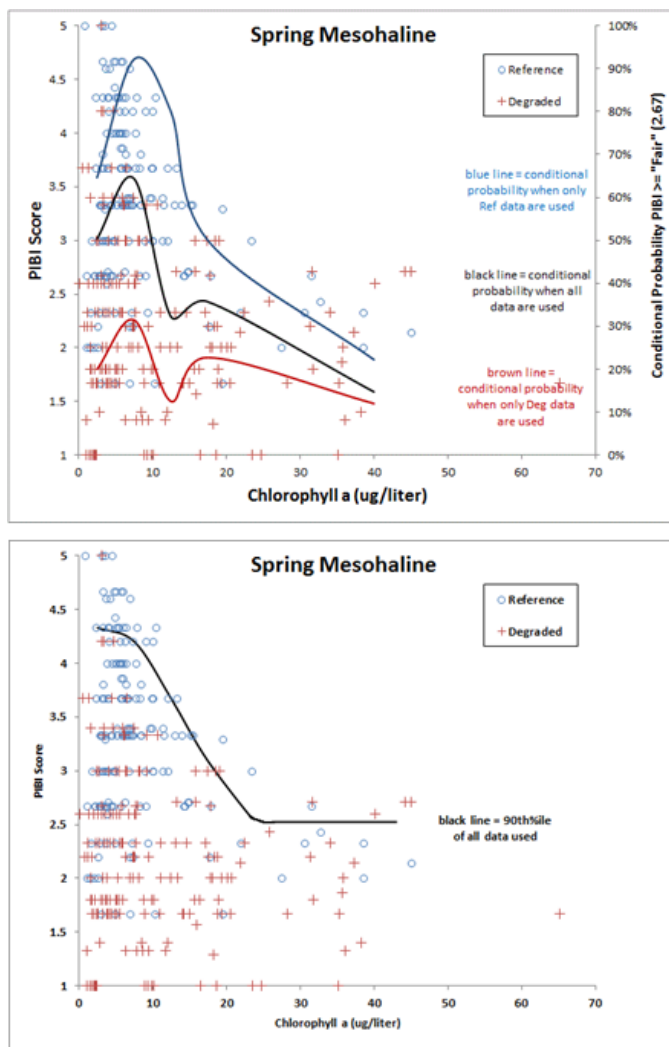 Spring Mesohaline
Reference
Degraded
blue line = conditional
probability when only
Ref data are used
black line = conditional
probability when all
data are used
brown line =
conditional probability
when only Deg data
are used
PIBI Score
5
4.5
4
3.5
3
2.5
2
1.5
1
100%
90%
80%
70%
60%
50%
40%
30%
20%
10%
0%
Conditional Probability PIBI >= "Fair" (2.67)
0 10 20 30 40 50 60 70
Chlorophyll a (ug/liter)
Spring Mesohaline
Reference
Degraded
black line = 90th%ile
of all data used
PIBI Score
5
4.5
4
3.5
3
2.5
2
1.5
1
0 10 20 30 40 50 60 70
Chlorophyll a (ug/liter)